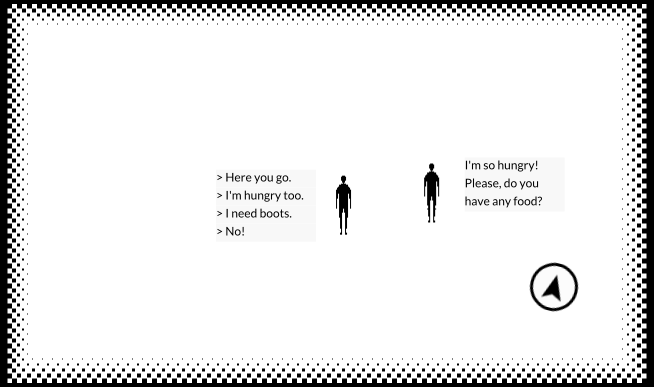 > Here you go.
> I'm hungry too.
> I need boots.
> No!
I'm so hungry!
Please, do you
have any food?